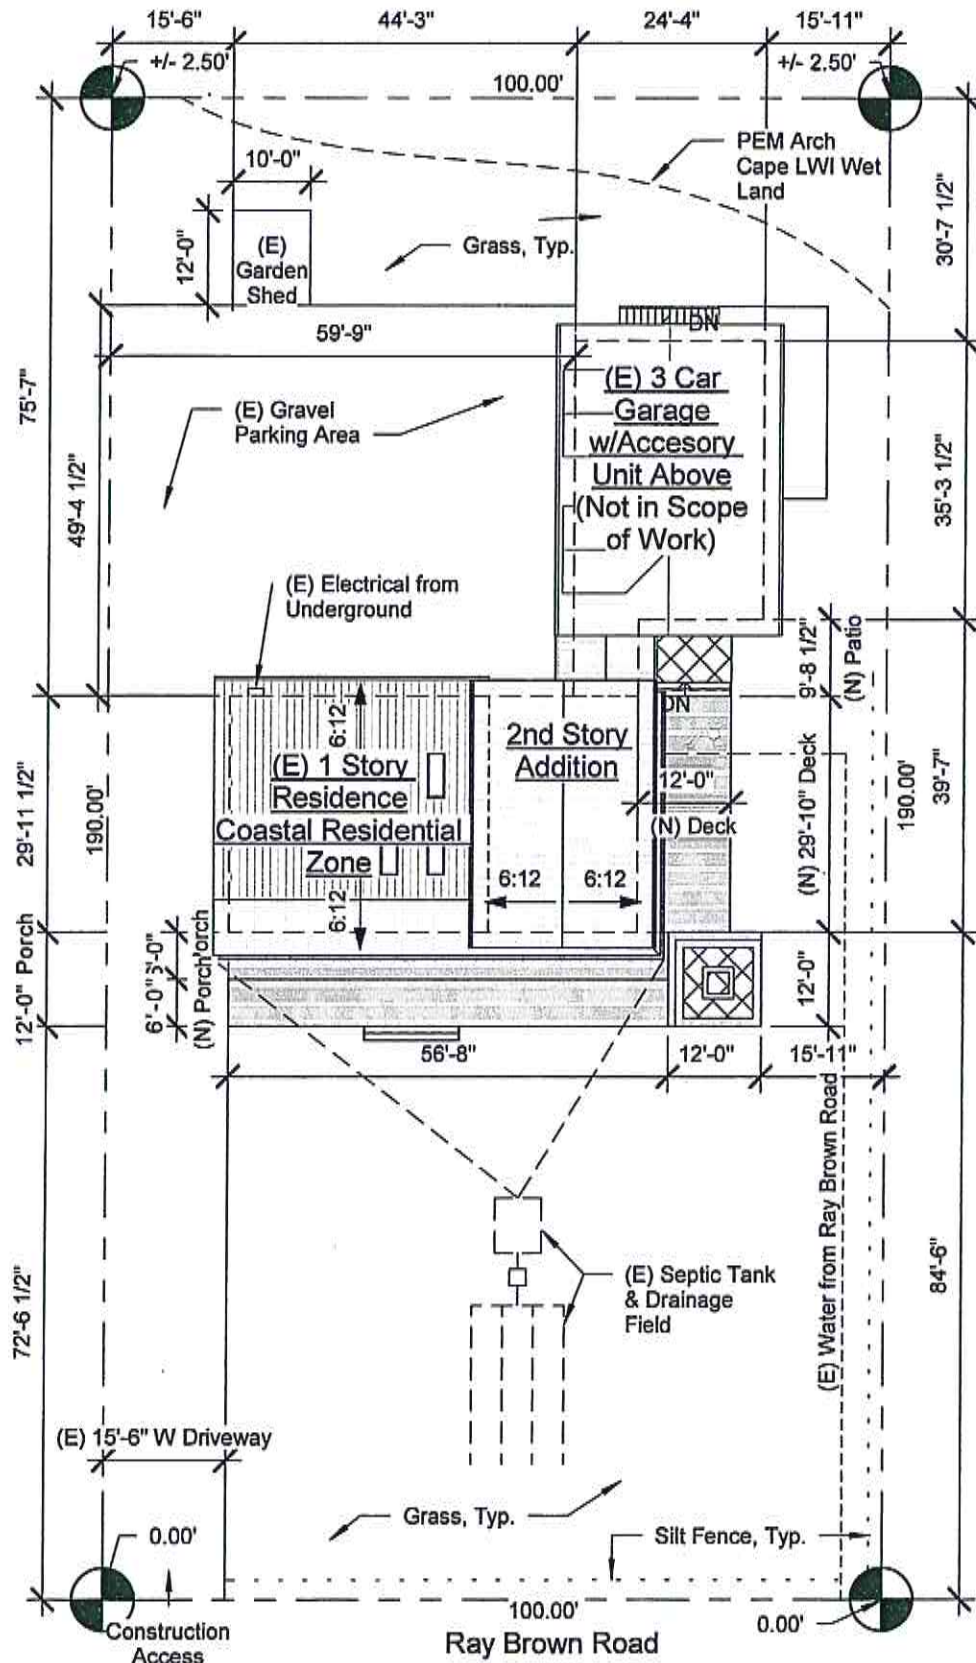 15'-6"
44'-3"
24'-4"
15'-11"
+/- 2.50'
100.00'
+/- 2.50'
PEM Arch
Cape LWI Wet
Land
10'-0"
12'-0"
(E)
Garden
Shed
Grass, Typ.
30'-7 1/2"
59'-9"
DN
75'-7"
(E) Gravel
Parking Area
(E) 3 Car
Garage
w/Accesory
Unit Above
(Not in Scope
of Work)
49'-4 1/2"
35'-3 1/2"
(E) Electrical from
Underground
9'-8 1/2"
(N) Patio
DN
6:12
2nd Story
Addition
(E) 1 Story
Residence
Coastal Residential
Zone
12'-0"
(N) Deck
(N) 29'-10" Deck
39'-7"
29'-11 1/2"
190.00'
190.00'
6:12
6:12
6:12
12'-0" Porch
6'-0"
(N) Porch
12'-0"
56'-8"
12'-0"
15'-11"
(E) Water from Ray Brown Road
84'-6"
72'-6 1/2"
(E) Septic Tank
& Drainage
Field
(E) 15'-6" W Driveway
Grass, Typ.
Silt Fence, Typ.
0.00'
100.00'
0.00'
Construction
Access
Ray Brown Road